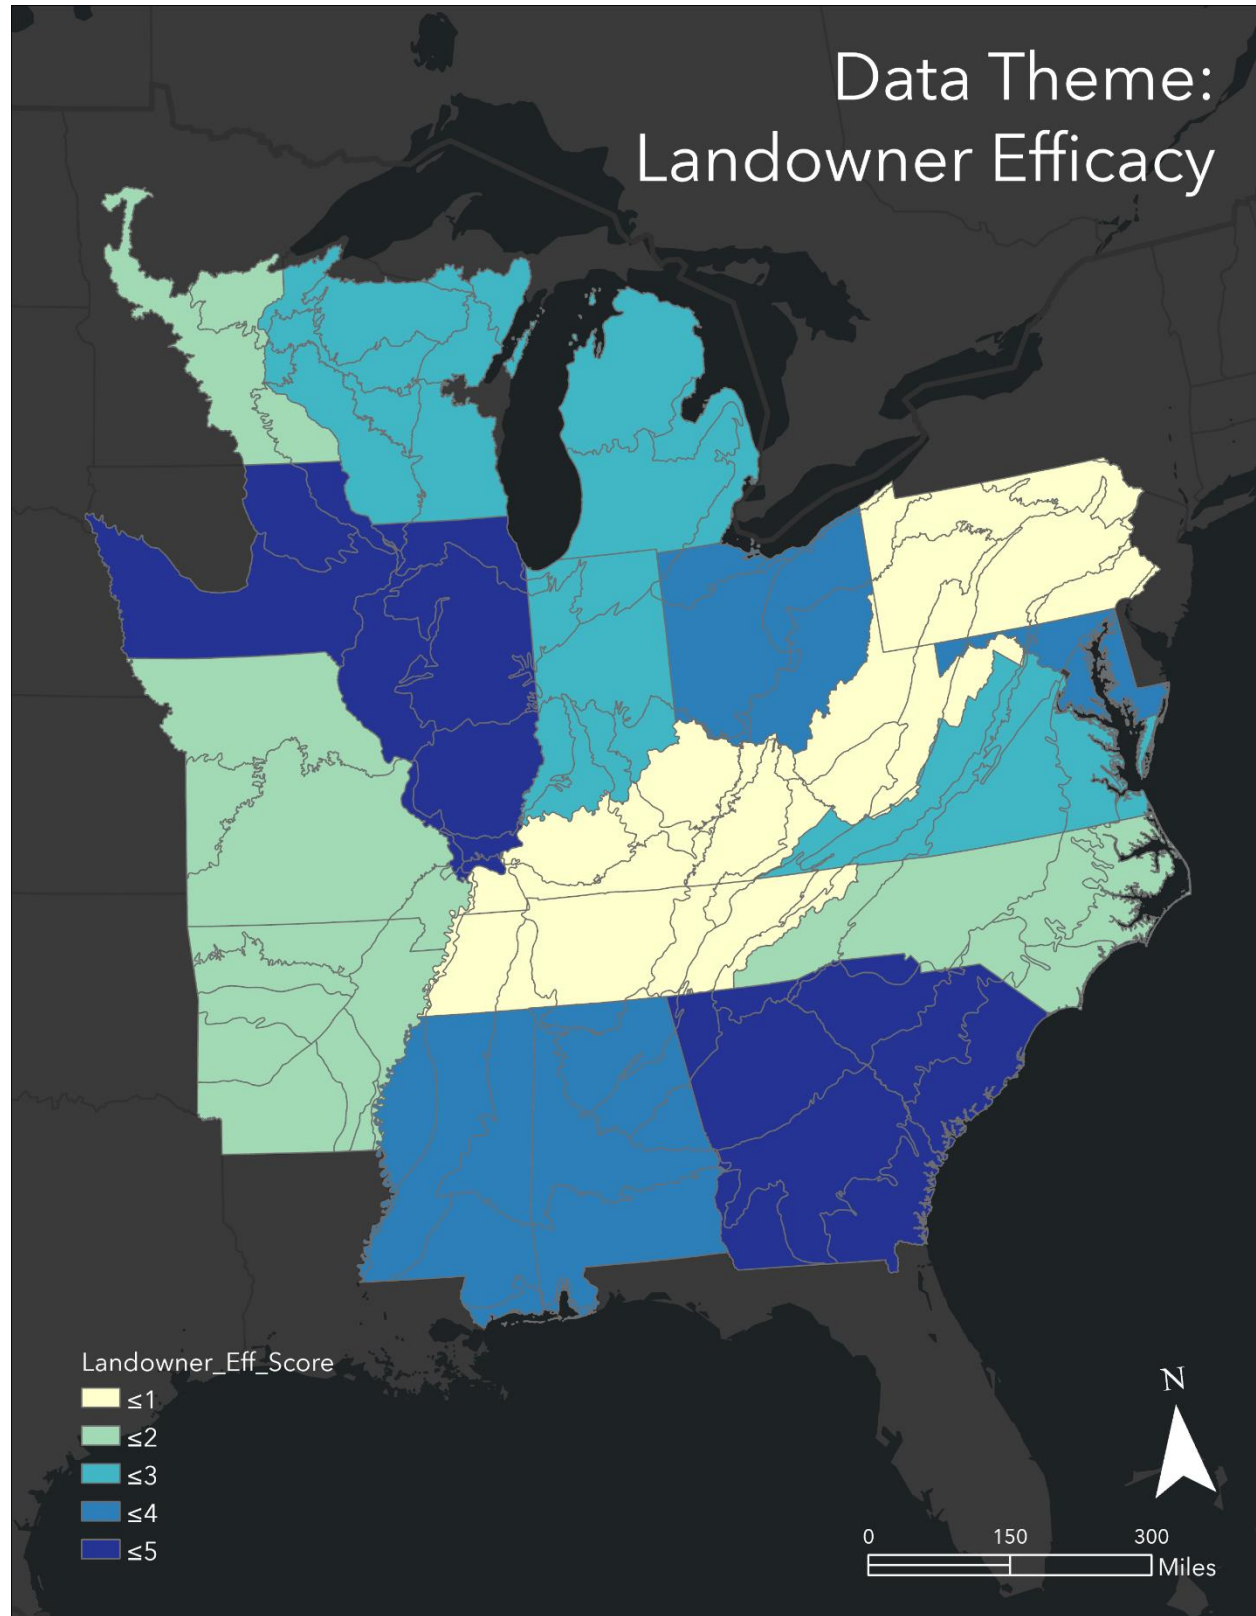 Data Theme:
Landowner Efficacy
Landowner_Eff_Score
≤1
≤2
≤3
≤4
≤5
N
0 150 300
Miles